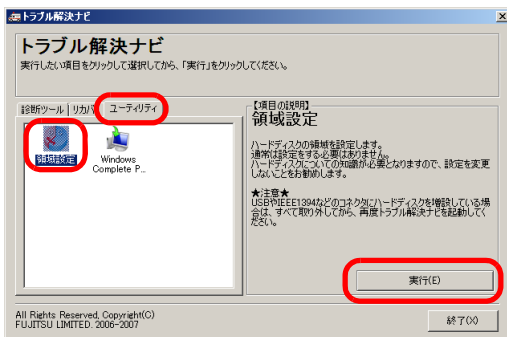 トラブル解決ナビ
トラブル解決ナビ
実行したい項目をクリックして選択してから、「実行」をクリックしてください。
診断ツール
リカバ
ユーティリティ
領域設定
Windows
Complete P...
【項目の説明】
領域設定
ハードディスクの領域を設定します。
通常は設定をする必要はありません。
ハードディスクについての知識が必要となりますので、設定を変更
しないことをお勧めします。
★注意★
USBやIEEE1394などのコネクタにハードディスクを増設している場
合は、すべて取り外してから、再度トラブル解決ナビを起動してく
ださい。
実行(E)
All Rights Reserved, Copyright(C)
FUJITSU LIMITED. 2006-2007
終了(X)